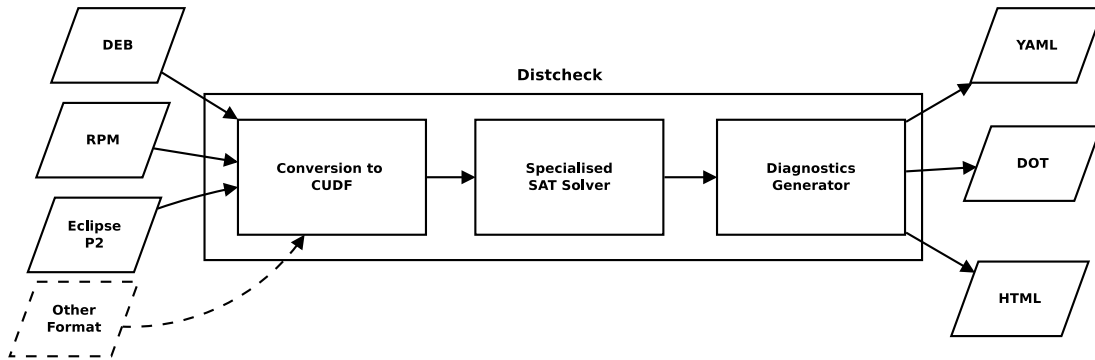 DEB
RPM
Eclipse
P2
Other
Format
Distcheck
Conversion to
CUDF
Specialised
SAT Solver
Diagnostics
Generator
YAML
DOT
HTML